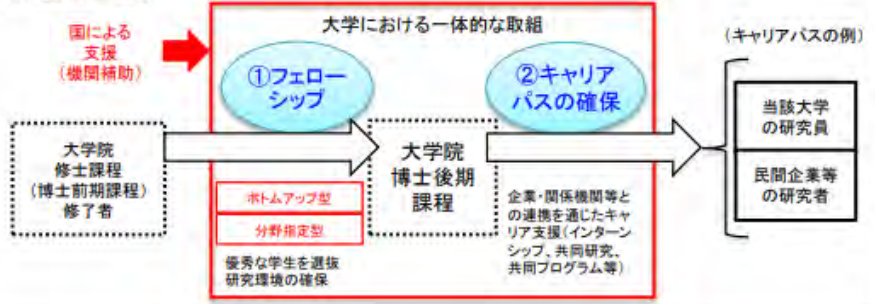 大学における一体的な取組
国による
支援
(機関補助)
①フェロー
シップ
②キャリア
パスの確保
(キャリアパスの例)
大学院
修士課程
(博士前期課程)
修了者
大学院
博士後期
課程
当該大学
の研究員
民間企業等
の研究者
ボトムアップ型
分野指定型
優秀な学生を選抜
研究環境の確保
企業・関係機関等と
の連携を通じたキャ
リア支援(インターン
シップ、共同研究、
共同プログラム等)